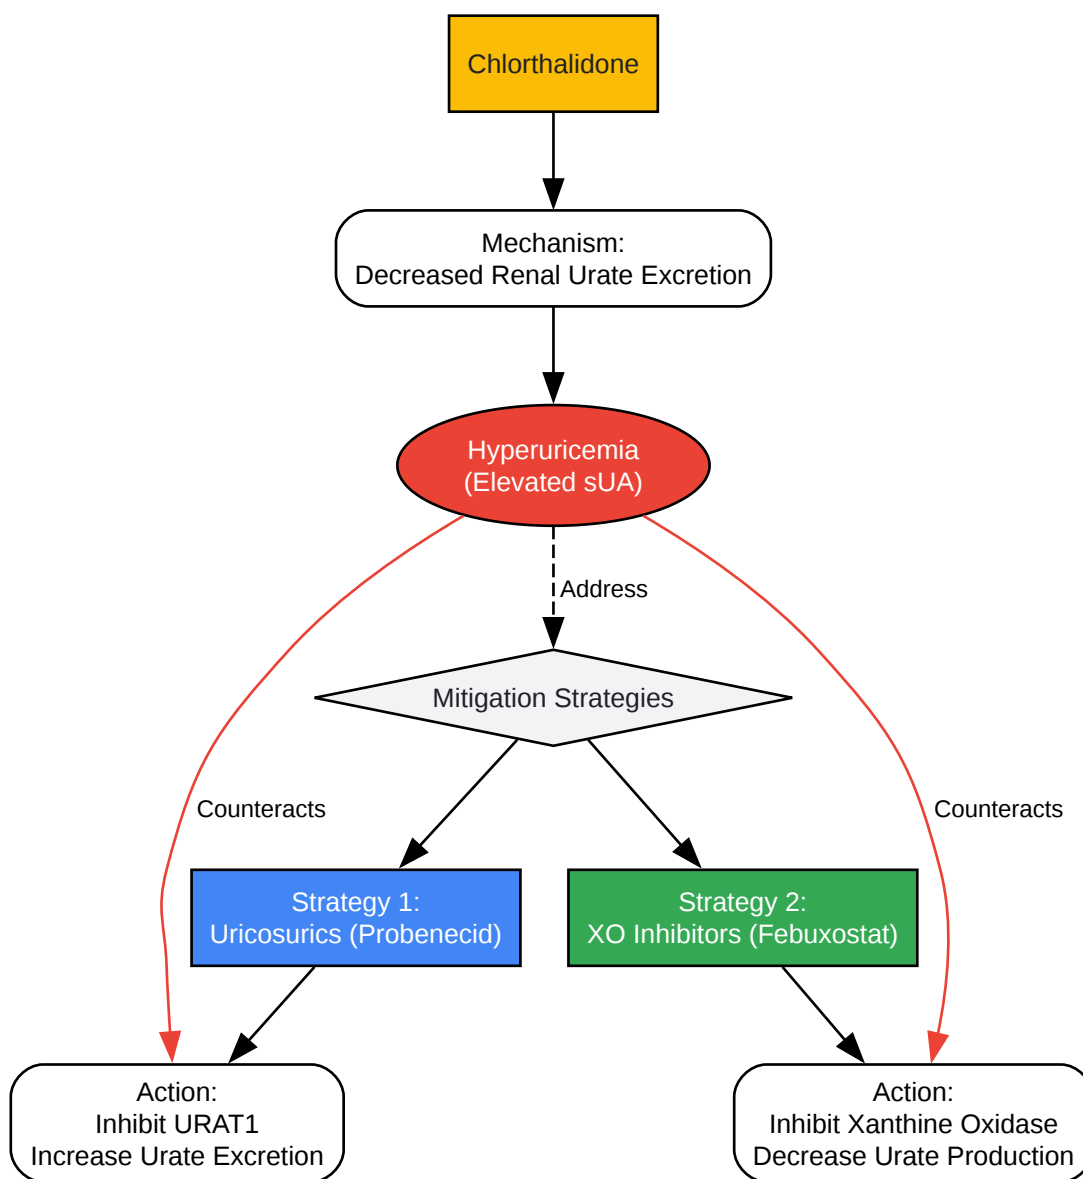 Chlorthalidone
Mechanism:
Decreased Renal Urate Excretion
Hyperuricemia
(Elevated sUA)
Address
Mitigation Strategies
Counteracts
Counteracts
Strategy 1:
Uricosurics (Probenecid)
Strategy 2:
XO Inhibitors (Febuxostat)
Action:
Inhibit URAT1
Increase Urate Excretion
Action:
Inhibit Xanthine Oxidase
Decrease Urate Production